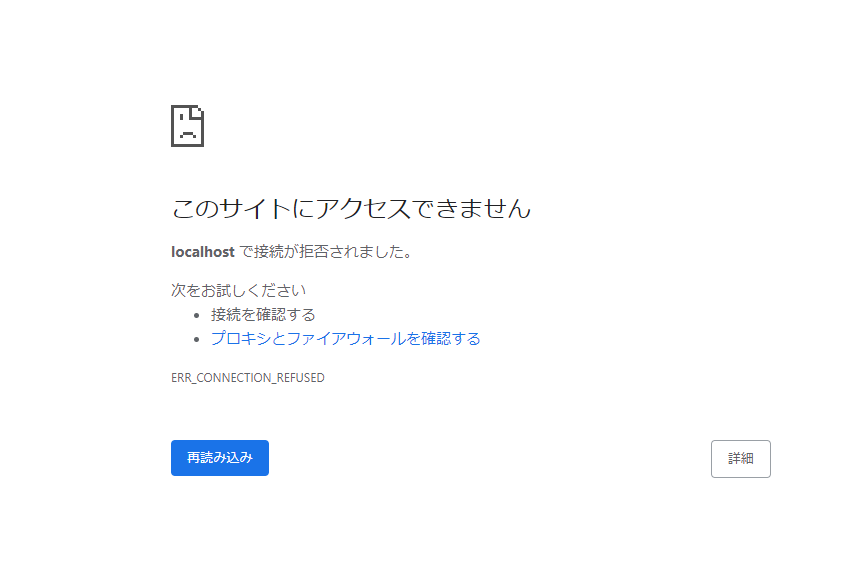 このサイトにアクセスできません
localhost で接続が拒否されました。
次をお試しください
• 接続を確認する
• プロキシとファイアウォールを確認する
ERR_CONNECTION_REFUSED
再読み込み
詳細